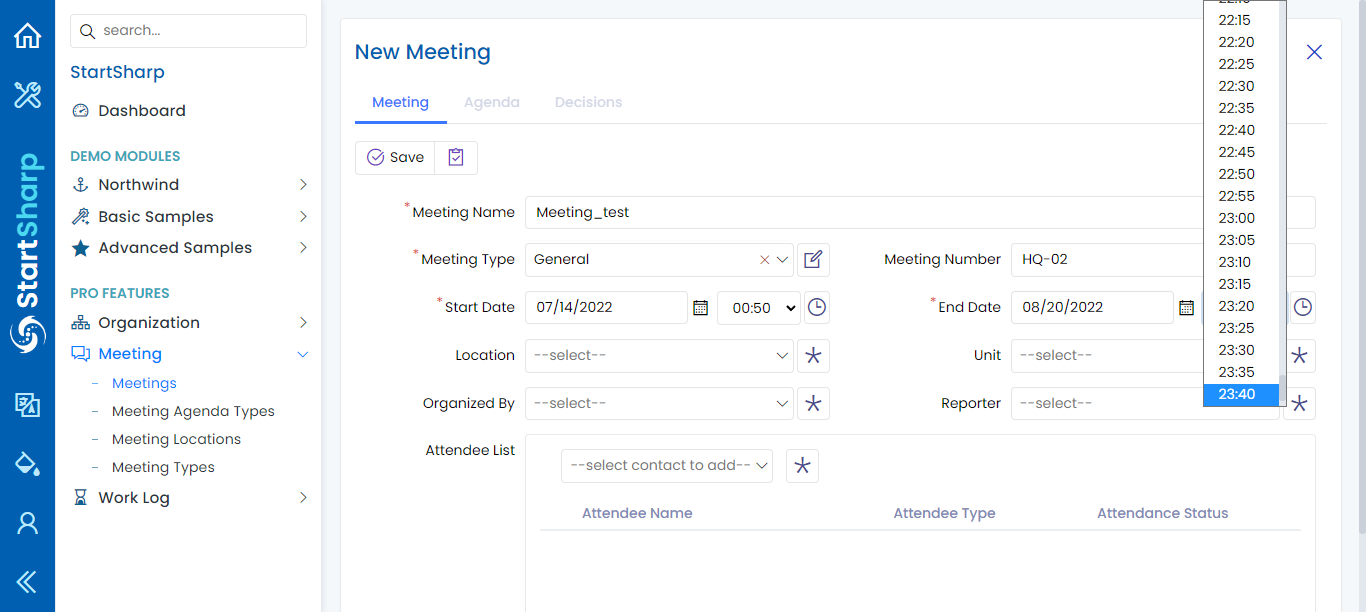 search...
StartSharp
Dashboard
DEMO MODULES
Northwind
Basic Samples
Advanced Samples
PRO FEATURES
Organization
Meeting
- Meetings
- Meeting Agenda Types
- Meeting Locations
- Meeting Types
Work Log
StartSharp
New Meeting
Meeting Agenda Decisions
Save
*Meeting Name Meeting_test
*Meeting Type General Meeting Number HQ-02
*Start Date 07/14/2022 00:50 *End Date 08/20/2022
Location --select-- Unit --select--
Organized By --select-- Reporter --select--
Attendee List --select contact to add--
Attendee Name Attendee Type Attendance Status
22:15
22:20
22:25
22:30
22:35
22:40
22:45
22:50
22:55
23:00
23:05
23:10
23:15
23:20
23:25
23:30
23:35
23:40